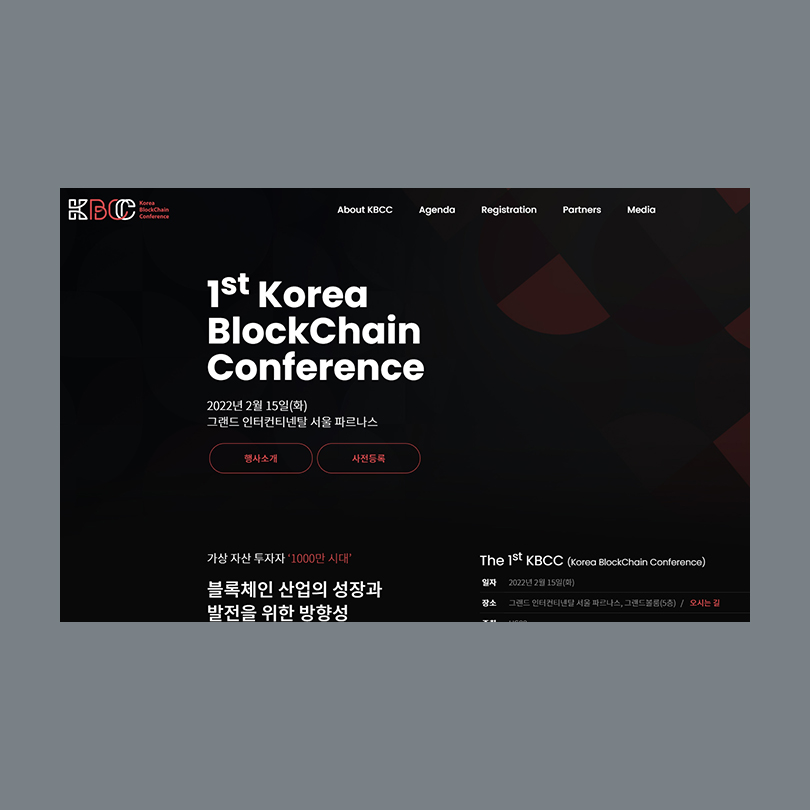 KBCC
Korea
BlockChain
Conference
About KBCC
Agenda
Registration
Partners
Media
1st Korea
BlockChain
Conference
2022년 2월 15일(화)
그랜드 인터컨티넨탈 서울 파르나스
행사소개
사전등록
가상 자산 투자자 ‘1000만 시대’
블록체인 산업의 성장과
발전을 위한 방향성
The 1st KBCC (Korea BlockChain Conference)
일자 2022년 2월 15일(화)
장소 그랜드 인터컨티넨탈 서울 파르나스, 그랜드볼룸(5층) / 오시는 길